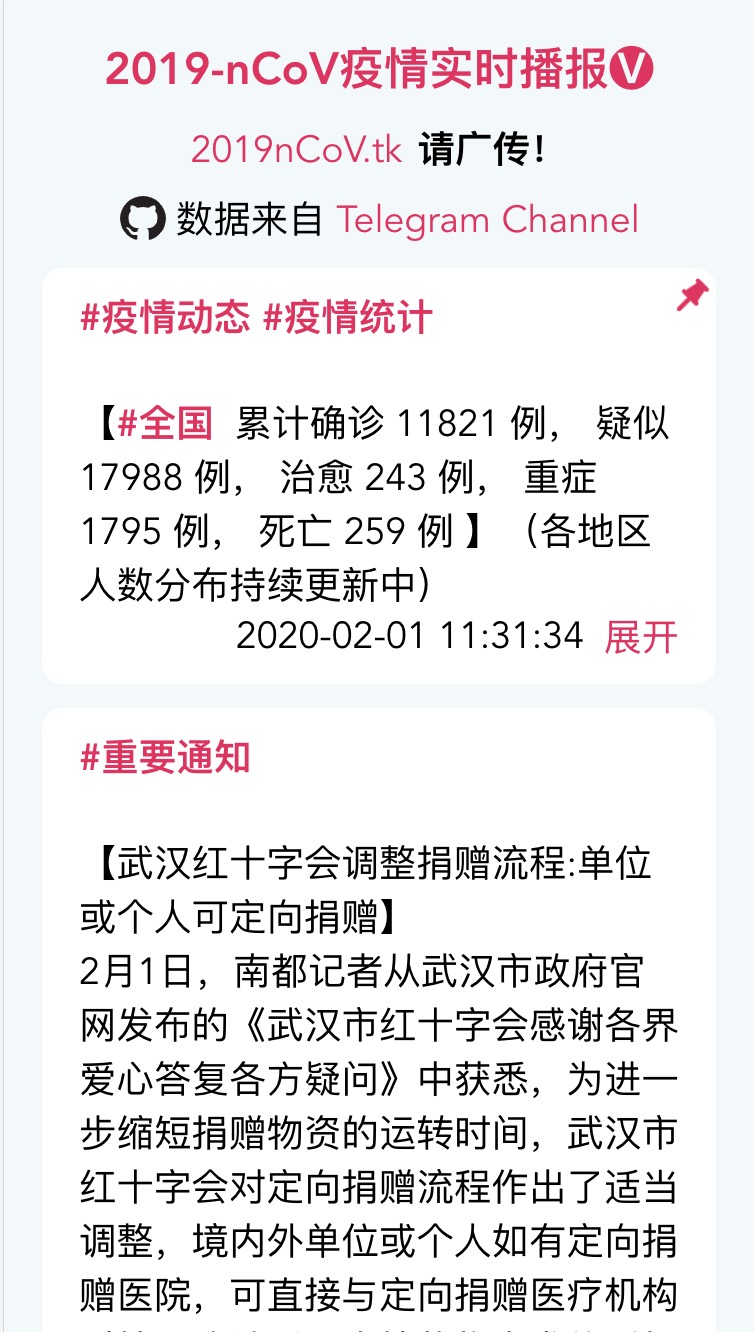 2019-nCoV疫情实时播报V
2019nCoV.tk 请广传!
数据来自 Telegram Channel
#疫情动态 #疫情统计
【#全国 累计确诊 11821 例， 疑似
17988 例， 治愈 243 例， 重症
1795 例， 死亡 259 例 】（各地区
人数分布持续更新中）
2020-02-01 11:31:34 展开
#重要通知
【武汉红十字会调整捐赠流程:单位
或个人可定向捐赠】
2月1日，南都记者从武汉市政府官
网发布的《武汉市红十字会感谢各界
爱心答复各方疑问》中获悉，为进一
步缩短捐赠物资的运转时间，武汉市
红十字会对定向捐赠流程作出了适当
调整，境内外单位或个人如有定向捐
赠医院，可直接与定向捐赠医疗机构